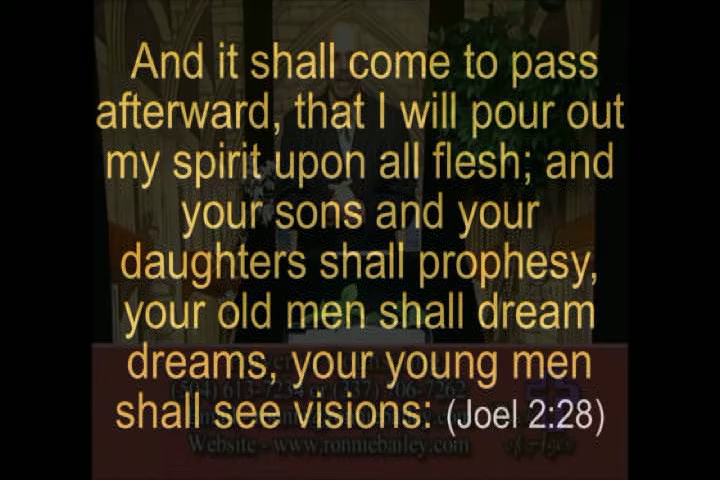 And it shall come to pass
afterward, that I will pour out
my spirit upon all flesh; and
your sons and your
daughters shall prophesy,
your old men shall dream
dreams, your young men
shall see visions: (Joel 2:28)
Website - www.ronniebailey.com